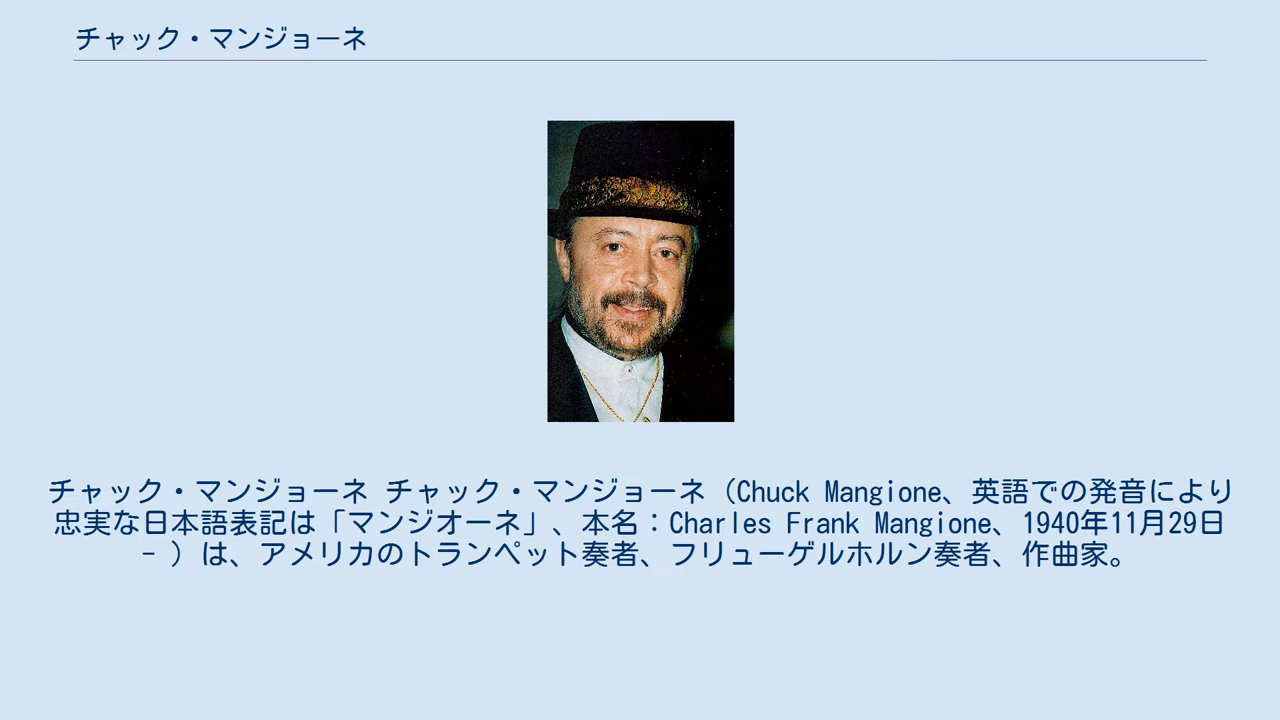 チャック・マンジョーネ
チャック・マンジョーネ チャック・マンジョーネ（Chuck Mangione、英語での発音により
忠実な日本語表記は「マンジオーネ」、本名：Charles Frank Mangione、1940年11月29日
- ）は、アメリカのトランペット奏者、フリューゲルホルン奏者、作曲家。